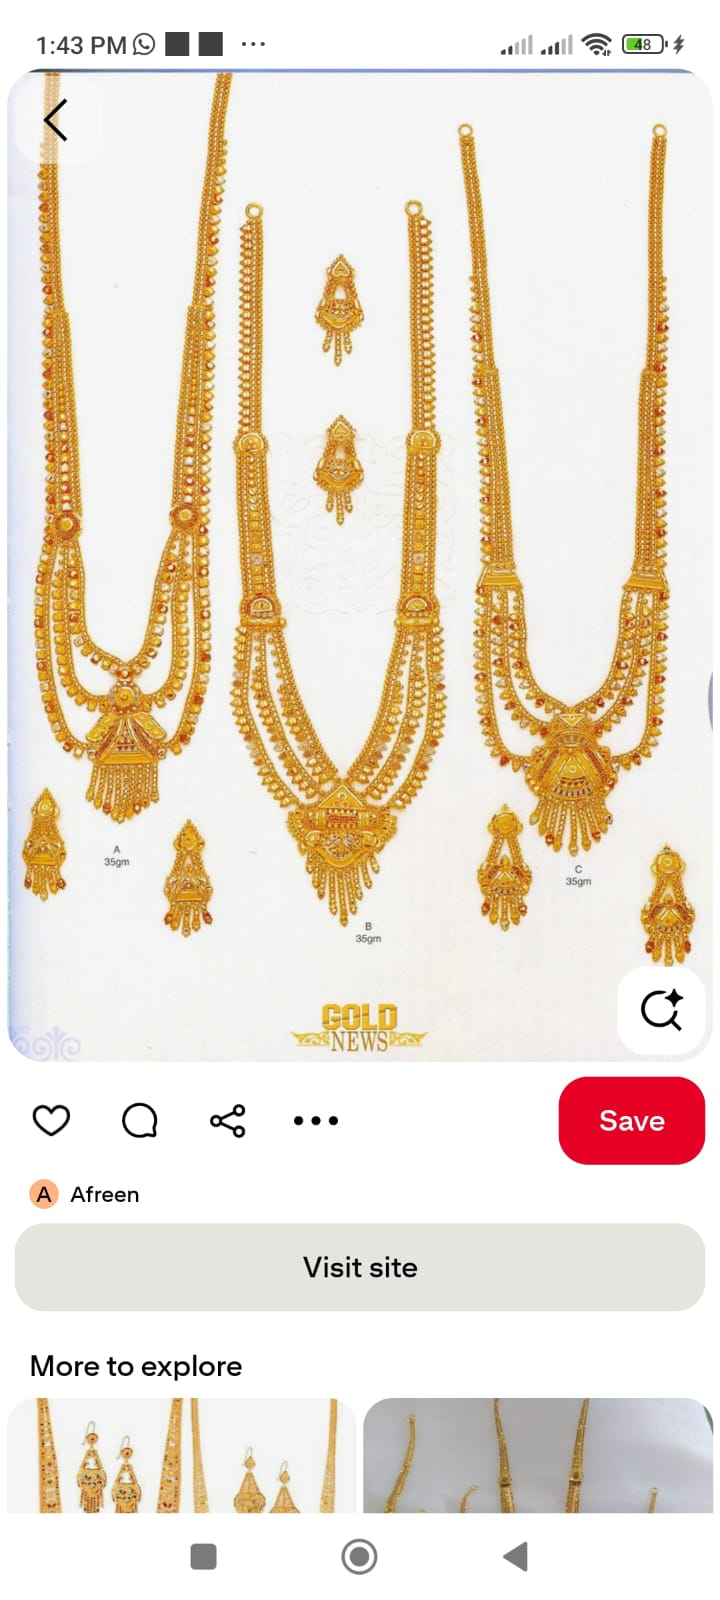 1:43 PM
48
A
35gm
B
35gm
C
35gm
GOLD
NEWS
Save
A Afreen
Visit site
More to explore